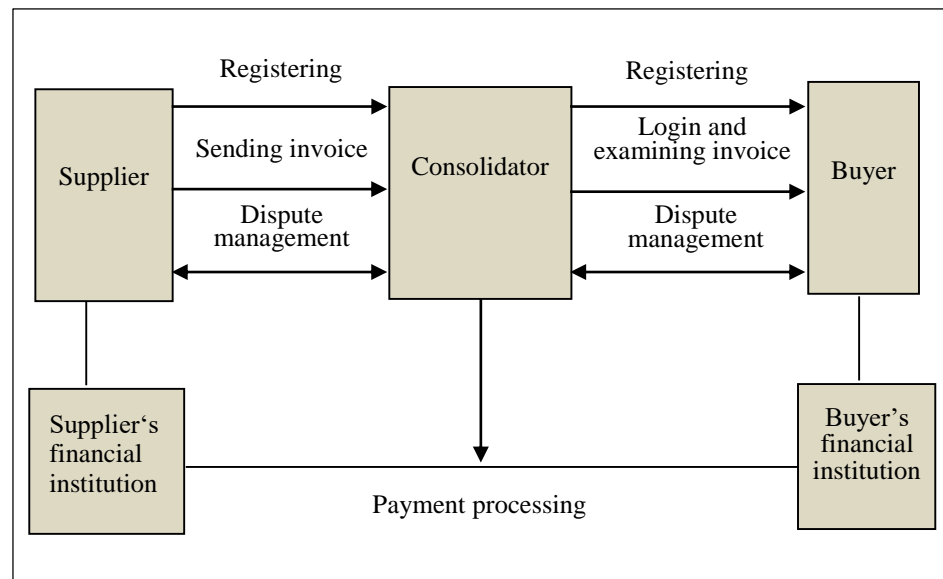 Registering
Registering
Supplier
Sending invoice
Consolidator
Login and
examining invoice
Buyer
Dispute
management
Dispute
management
Supplier‘s
financial
institution
Buyer’s
financial
institution
Payment processing